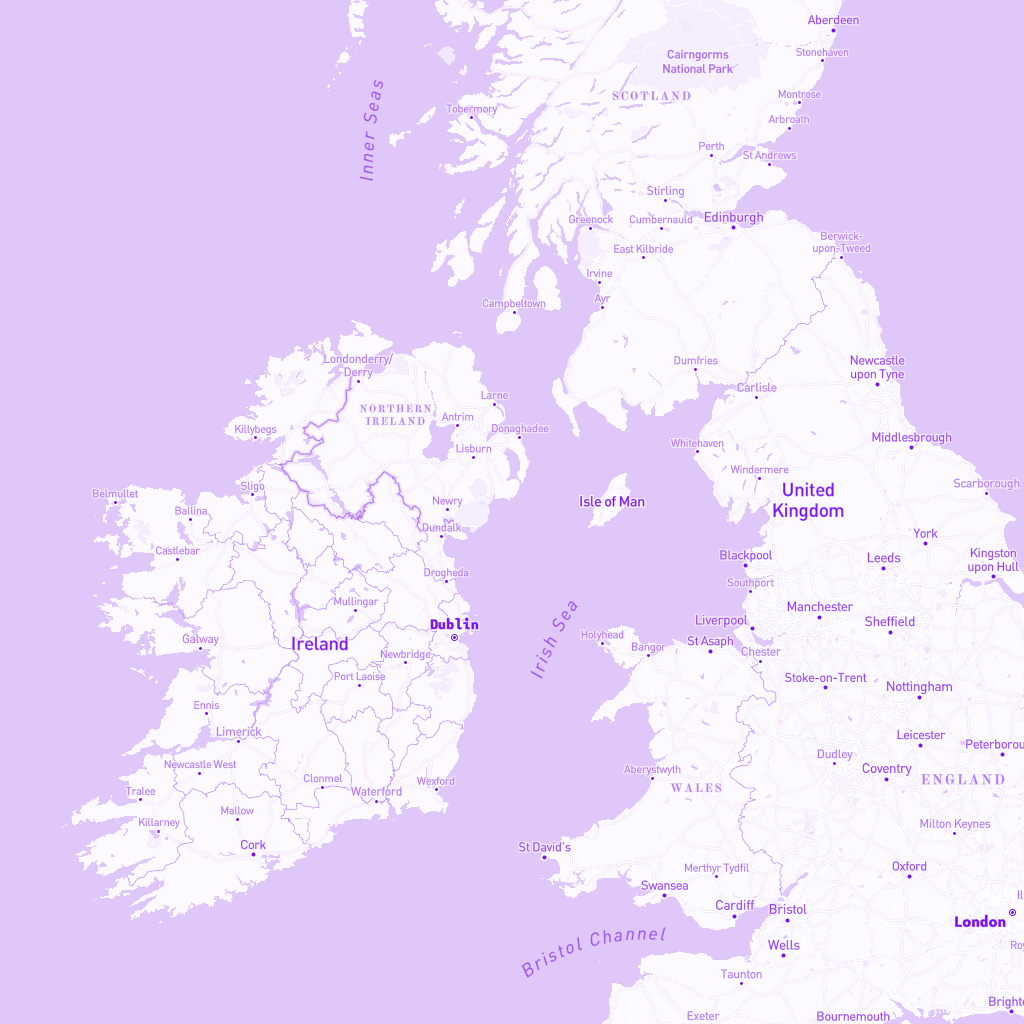 Aberdeen
Stonehaven
Cairngorms
National Park
SCOTLAND
Montrose
Inner Seas
Tobermory
Arbroath
Perth
St Andrews
Stirling
Greenock
Cumbernauld
Edinburgh
East Kilbride
Berwick-
upon-Tweed
Irvine
Ayr
Campbeltown
Londonderry/
Derry
Dumfries
Newcastle
upon Tyne
Carlisle
Larne
NORTHERN
IRELAND
Antrim
Killybegs
Donaghadee
Lisburn
Whitehaven
Middlesbrough
Windermere
Belmullet
Sligo
Ballina
Newry
Isle of Man
United
Kingdom
Scarborough
Dundalk
Castlebar
York
Drogheda
Blackpool
Leeds
Kingston
upon Hull
Southport
Mullingar
Manchester
Dublin
Liverpool
Sheffield
Irish Sea
Galway
Ireland
Holyhead
Bangor
St Asaph
Chester
Newbridge
Port Laoise
Stoke-on-Trent
Nottingham
Ennis
Limerick
Leicester
Peterborou
Newcastle West
Dudley
Coventry
Clonmel
Wexford
Aberystwyth
WALES
ENGLAND
Tralee
Waterford
Killarney
Mallow
Milton Keynes
Cork
St David's
Merthyr Tydfil
Oxford
Swansea
Cardiff
Bristol
Il
London
Bristol Channel
Wells
Roy
Taunton
Brighto
Exeter
Bournemouth